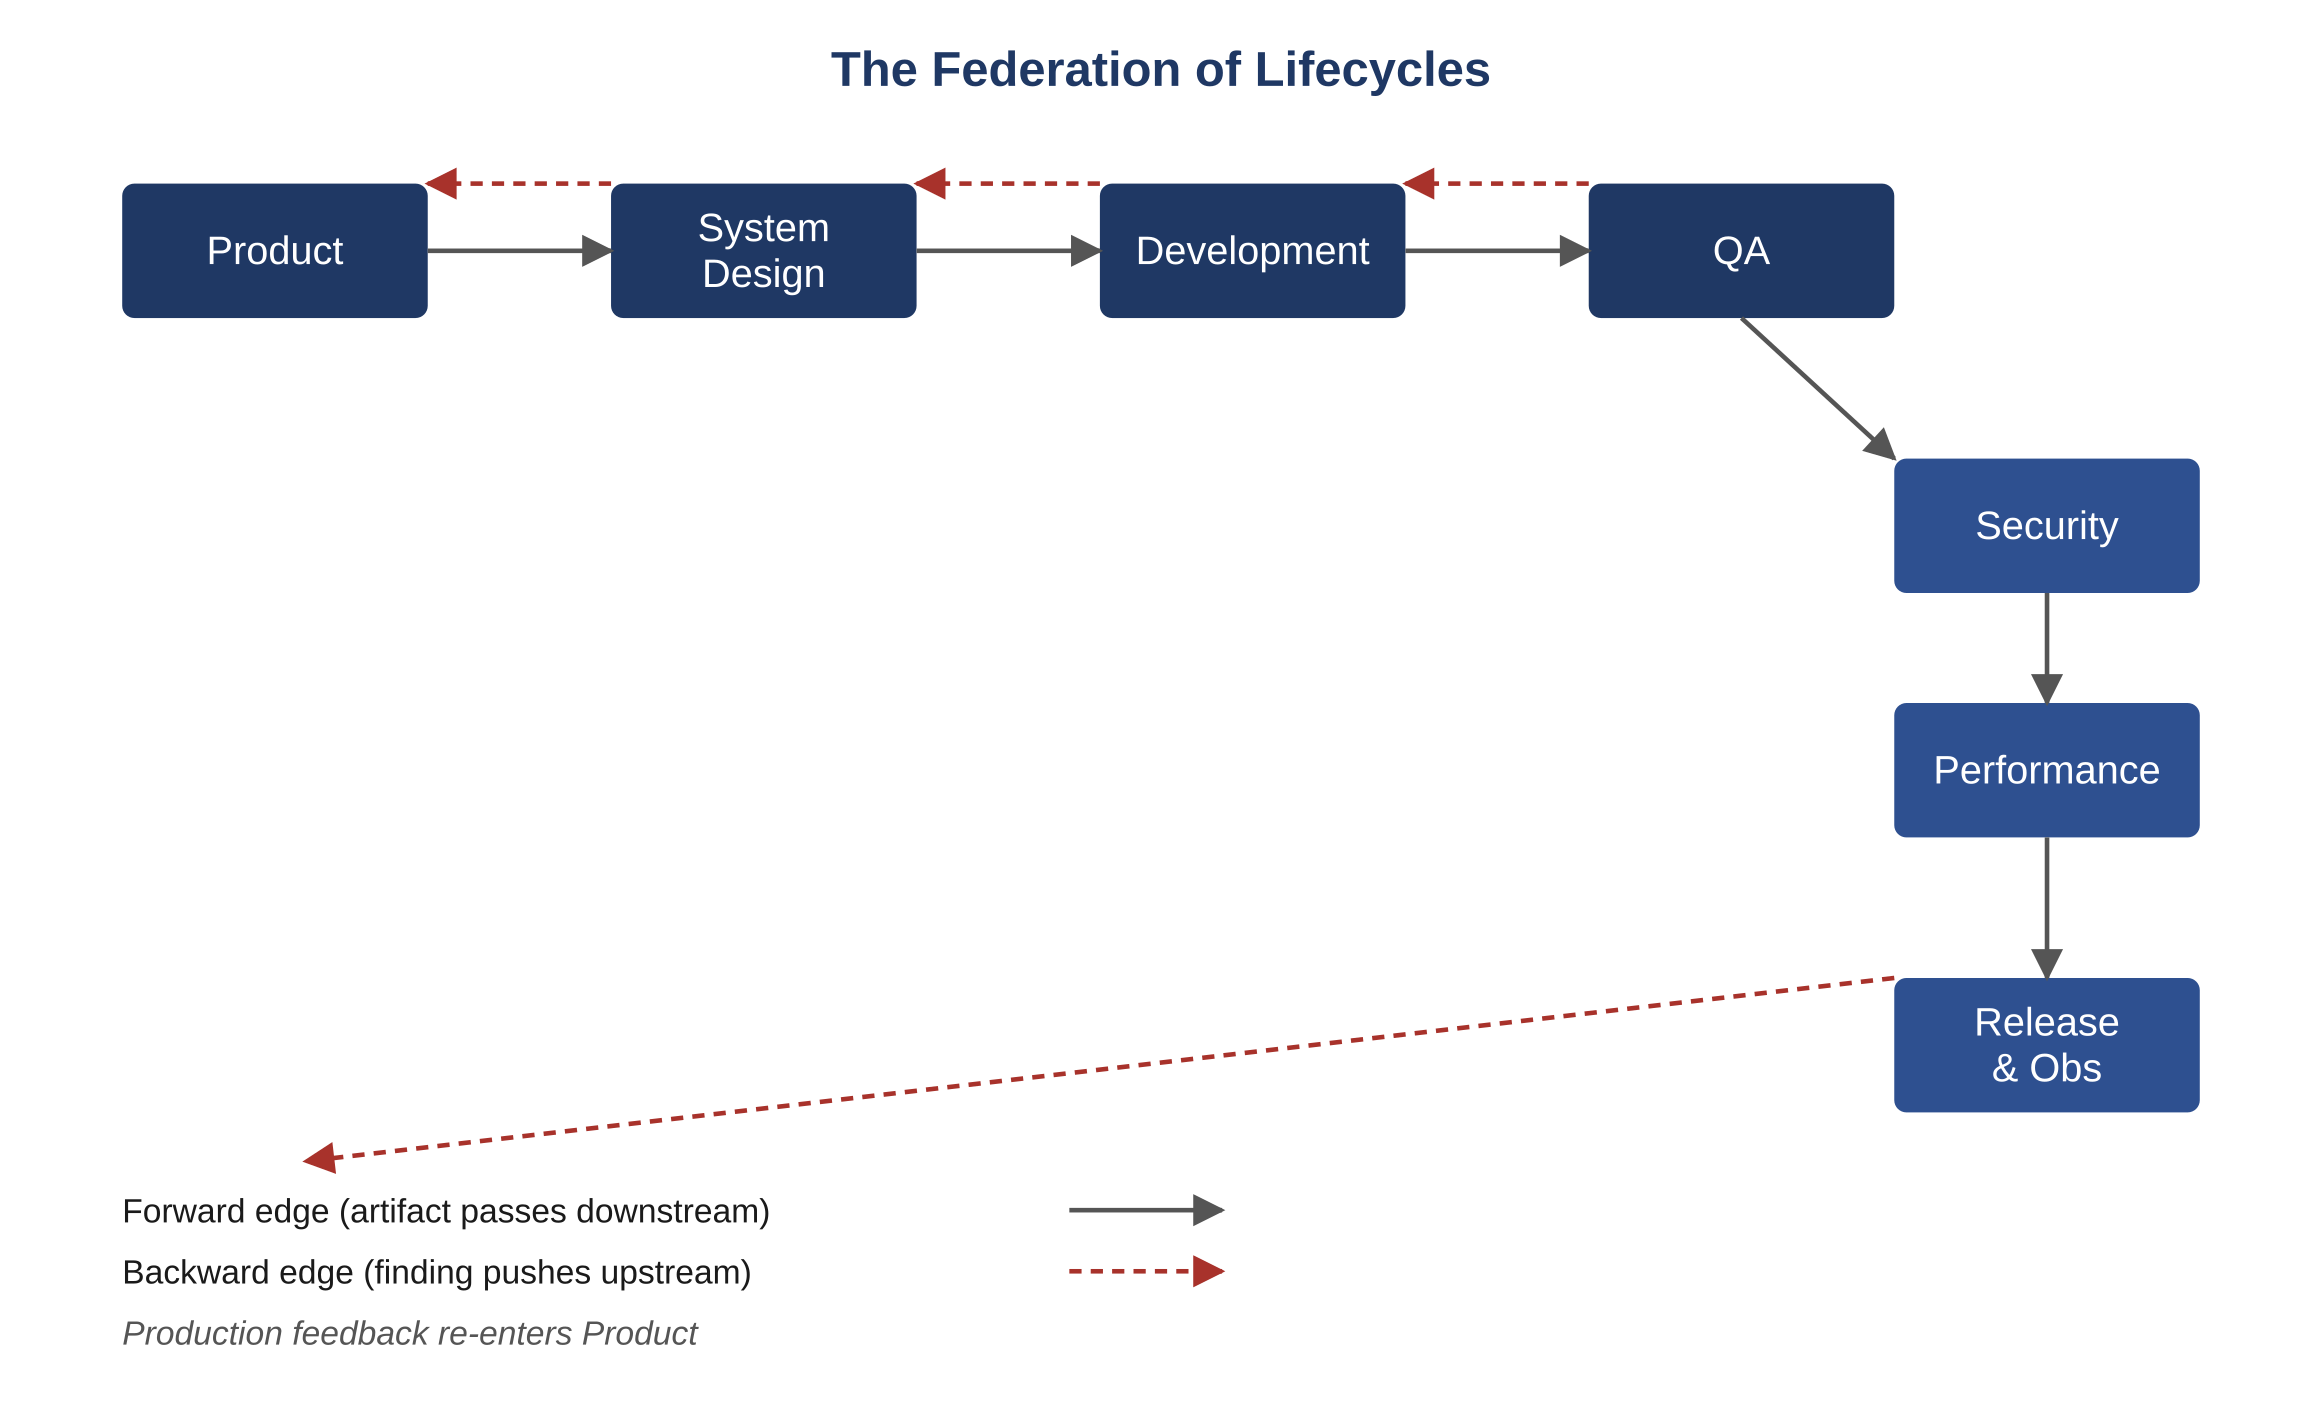 The Federation of Lifecycles
Product
System
Design
Development
QA
Security
Performance
Release
& Obs
Forward edge (artifact passes downstream)
Backward edge (finding pushes upstream)
Production feedback re-enters Product